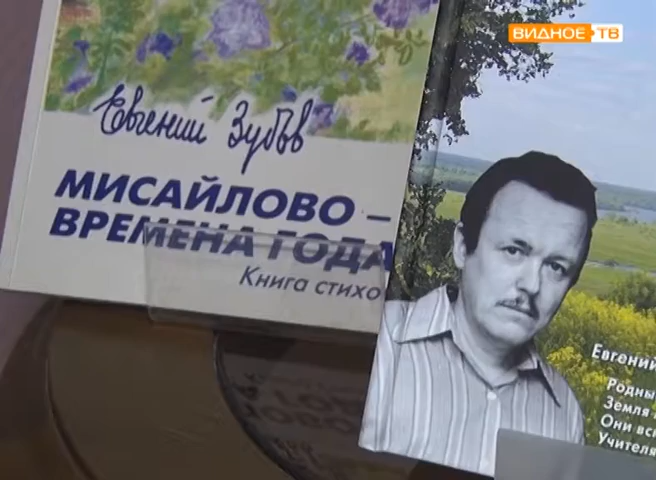 ВИДНОЕ ТВ
Евгений Зубов
МИСАЙЛОВО –
ВРЕМЕНА ГОДА
Книга стихо
Евгений
Родны
Земля
Они вс
Учителя